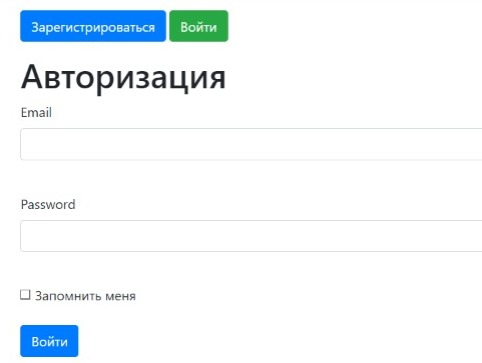 Зарегистрироваться Войти
Авторизация
Email
Password
Запомнить меня
Войти